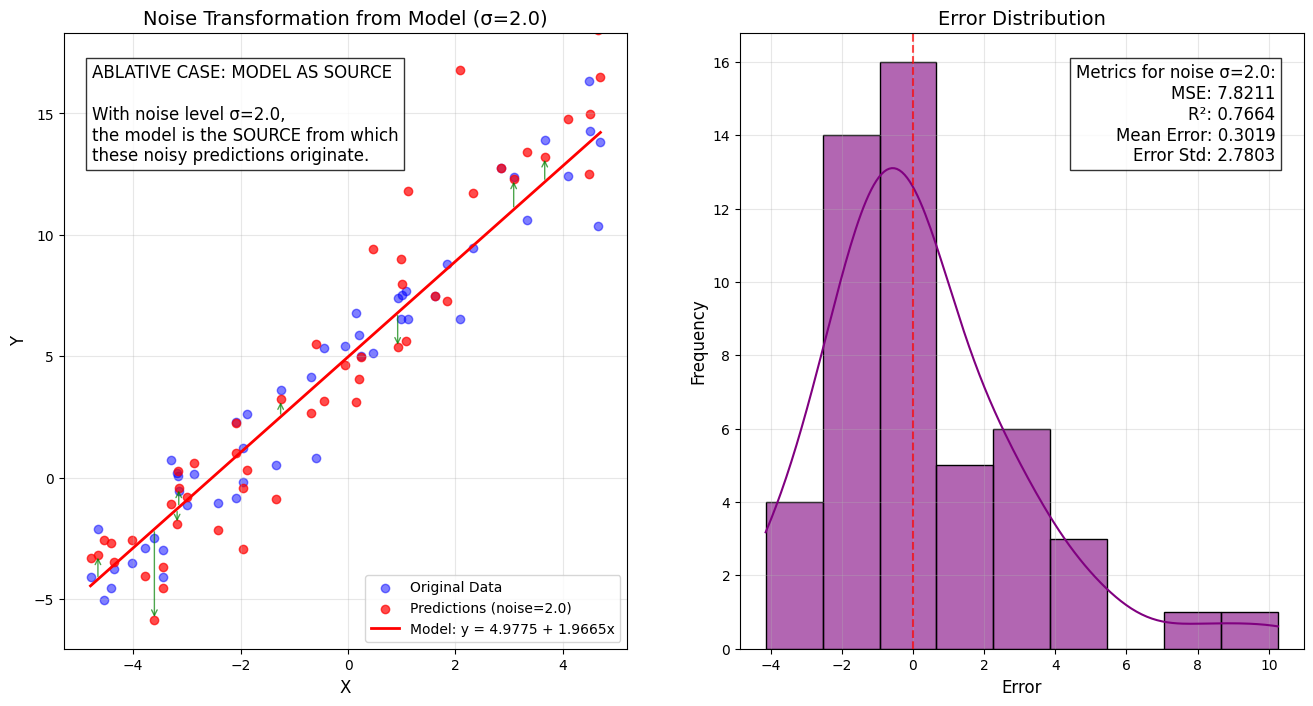 Noise Transformation from Model (σ=2.0)
ABLATIVE CASE: MODEL AS SOURCE
With noise level σ=2.0,
the model is the SOURCE from which
these noisy predictions originate.
15
10
5
0
−5
Y
−4
−2
0
2
4
X
Original Data
Predictions (noise=2.0)
Model: y = 4.9775 + 1.9665x
Error Distribution
Metrics for noise σ=2.0:
MSE: 7.8211
R²: 0.7664
Mean Error: 0.3019
Error Std: 2.7803
16
14
12
10
8
6
4
2
0
Frequency
−4
−2
0
2
4
6
8
10
Error